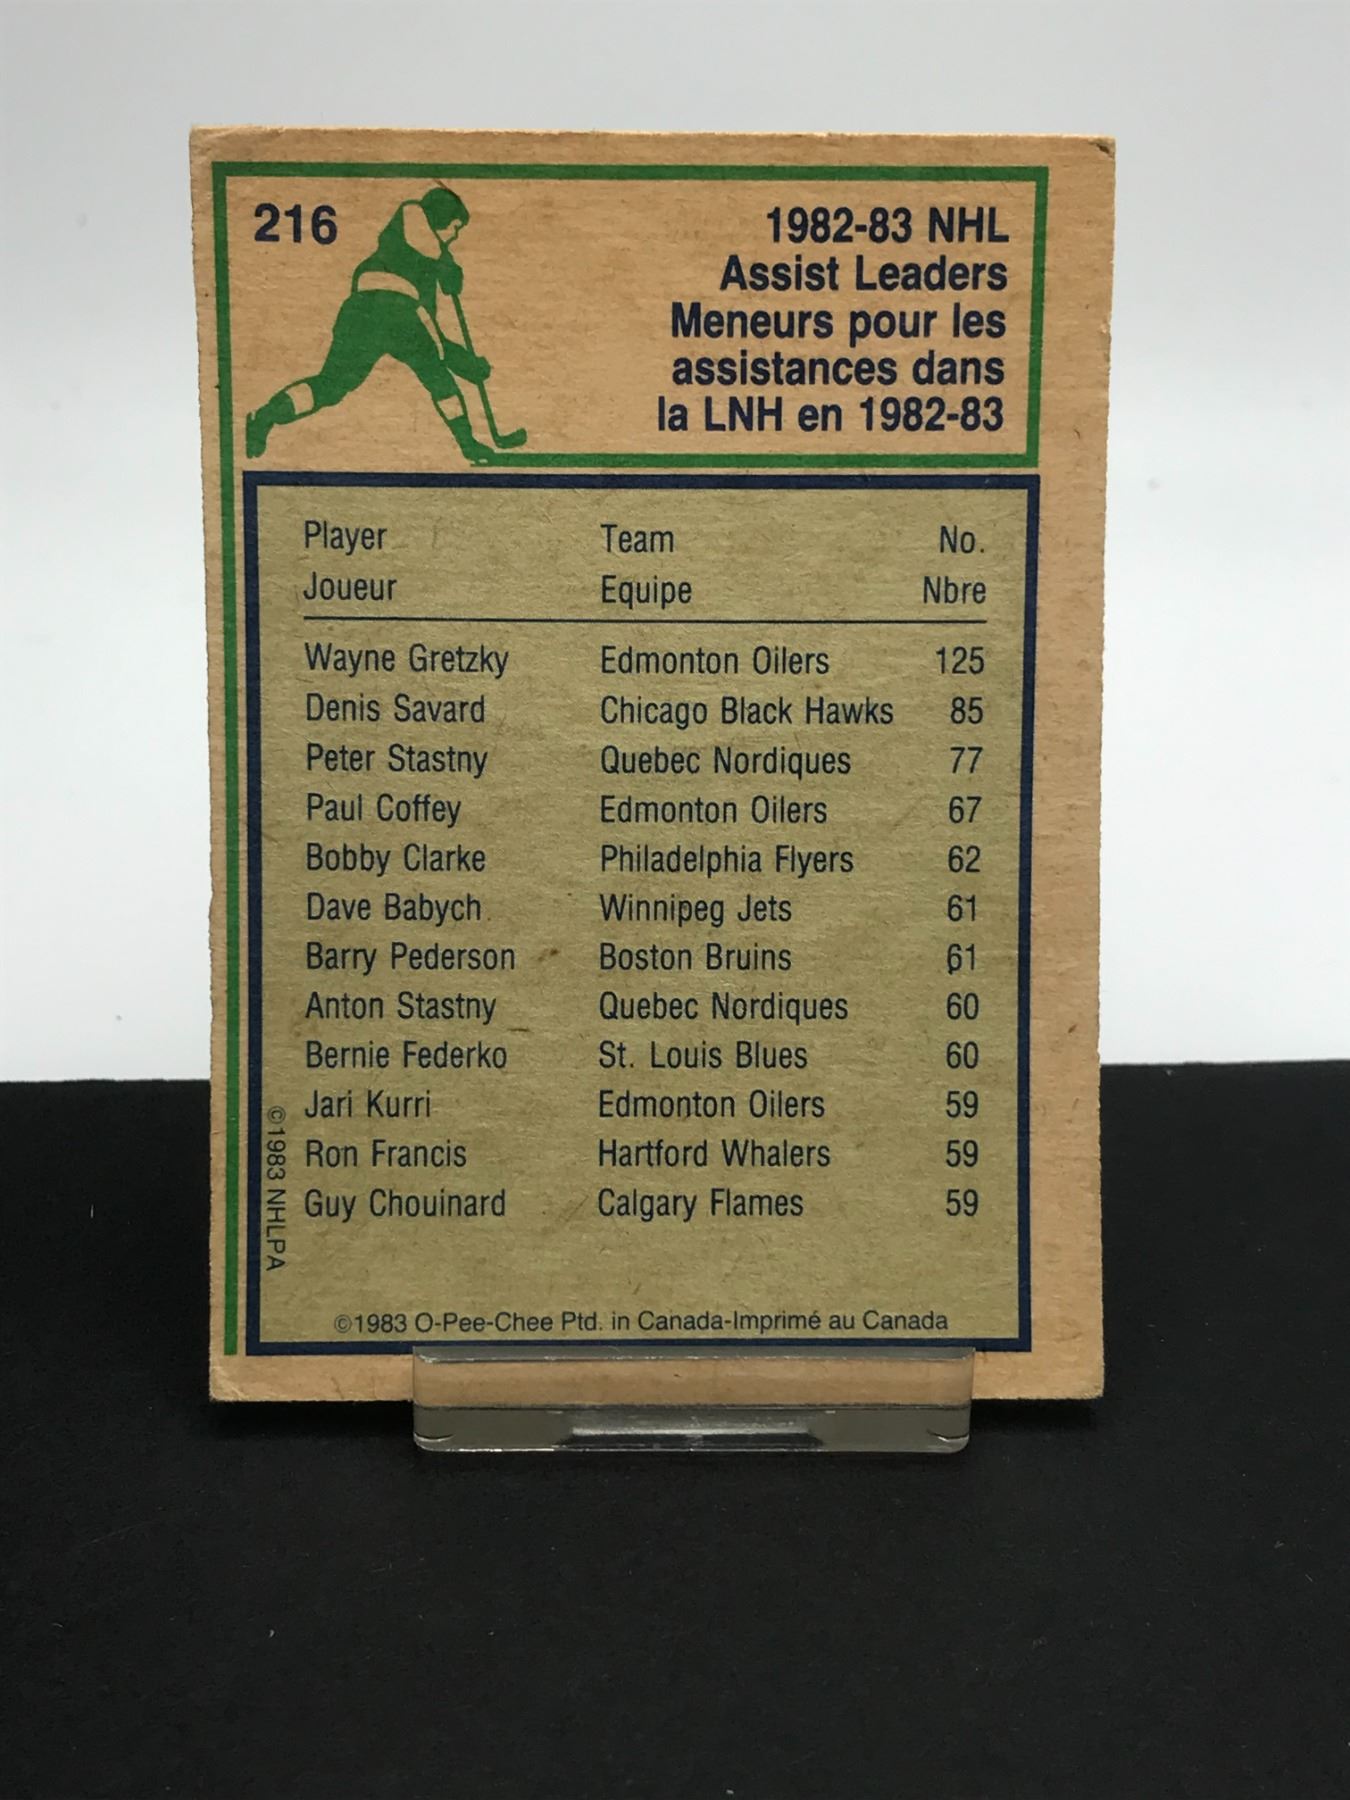 216
1982-83 NHL
Assist Leaders
Meneurs pour les
assistances dans
la LNH en 1982-83
Player Team No.
Joueur Equipe Nbre
Wayne Gretzky Edmonton Oilers 125
Denis Savard Chicago Black Hawks 85
Peter Stastny Quebec Nordiques 77
Paul Coffey Edmonton Oilers 67
Bobby Clarke Philadelphia Flyers 62
Dave Babych Winnipeg Jets 61
Barry Pederson Boston Bruins 61
Anton Stastny Quebec Nordiques 60
Bernie Federko St. Louis Blues 60
Jari Kurri Edmonton Oilers 59
Ron Francis Hartford Whalers 59
Guy Chouinard Calgary Flames 59
©1983 NHLPA
©1983 O-Pee-Chee Ptd. in Canada-Imprimé au Canada